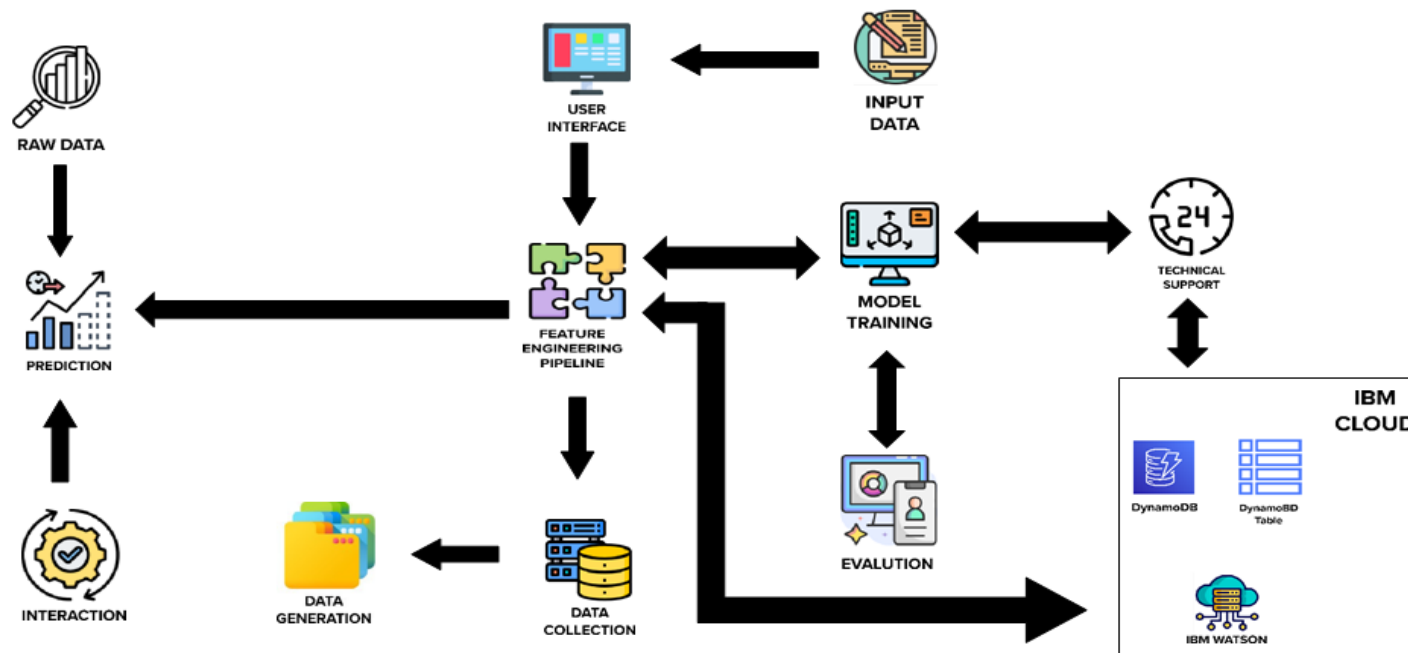 RAW DATA
USER
INTERFACE
INPUT
DATA
24
TECHNICAL
SUPPORT
MODEL
TRAINING
PREDICTION
FEATURE
ENGINEERING
PIPELINE
IBM
CLOUD
DynamoDB
DynamoBD
Table
EVALUTION
INTERACTION
DATA
GENERATION
DATA
COLLECTION
IBM WATSON